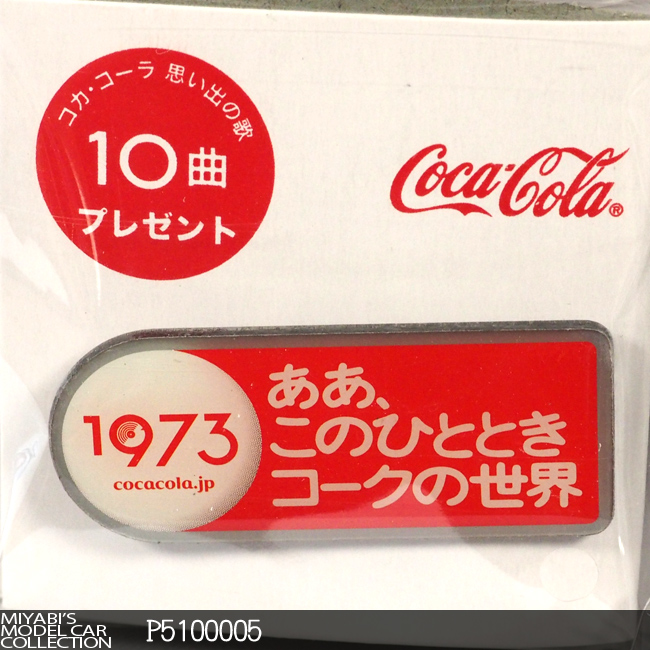 コカ・コーラ 思い出の歌
10曲
プレゼント
Coca-Cola®
1973
cocacola.jp
ああ、
このひととき
コークの世界
MIYABI'S
MODEL CAR
COLLECTION
P5100005